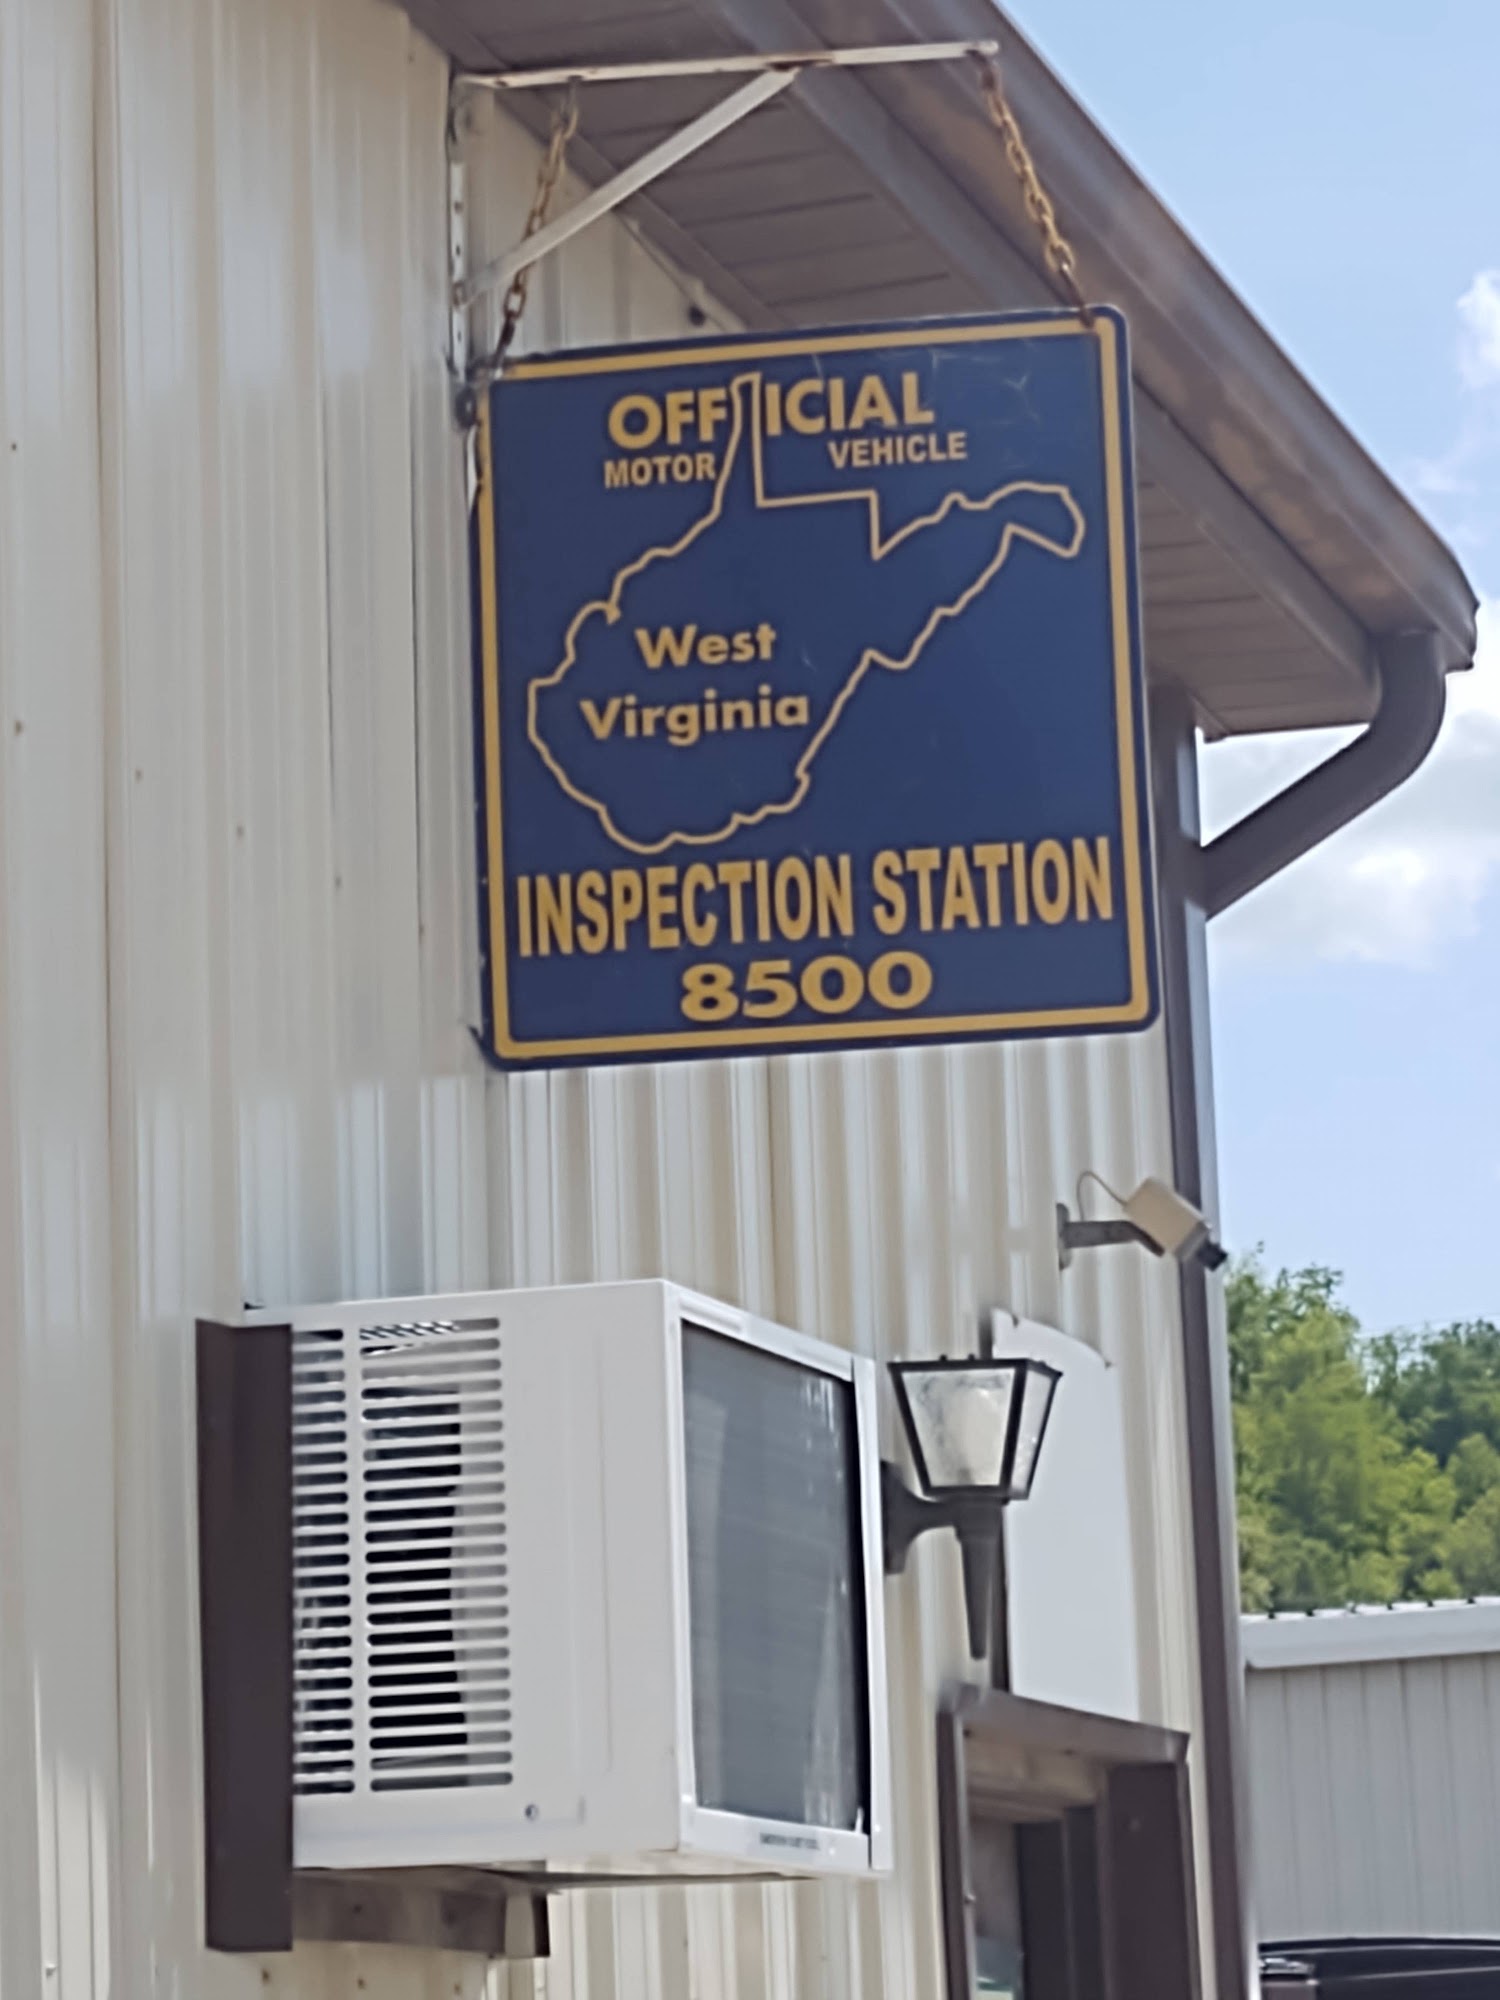 OFFICIAL
MOTOR VEHICLE
West
Virginia
INSPECTION STATION
8500